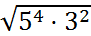 √(5⁴ · 3²)